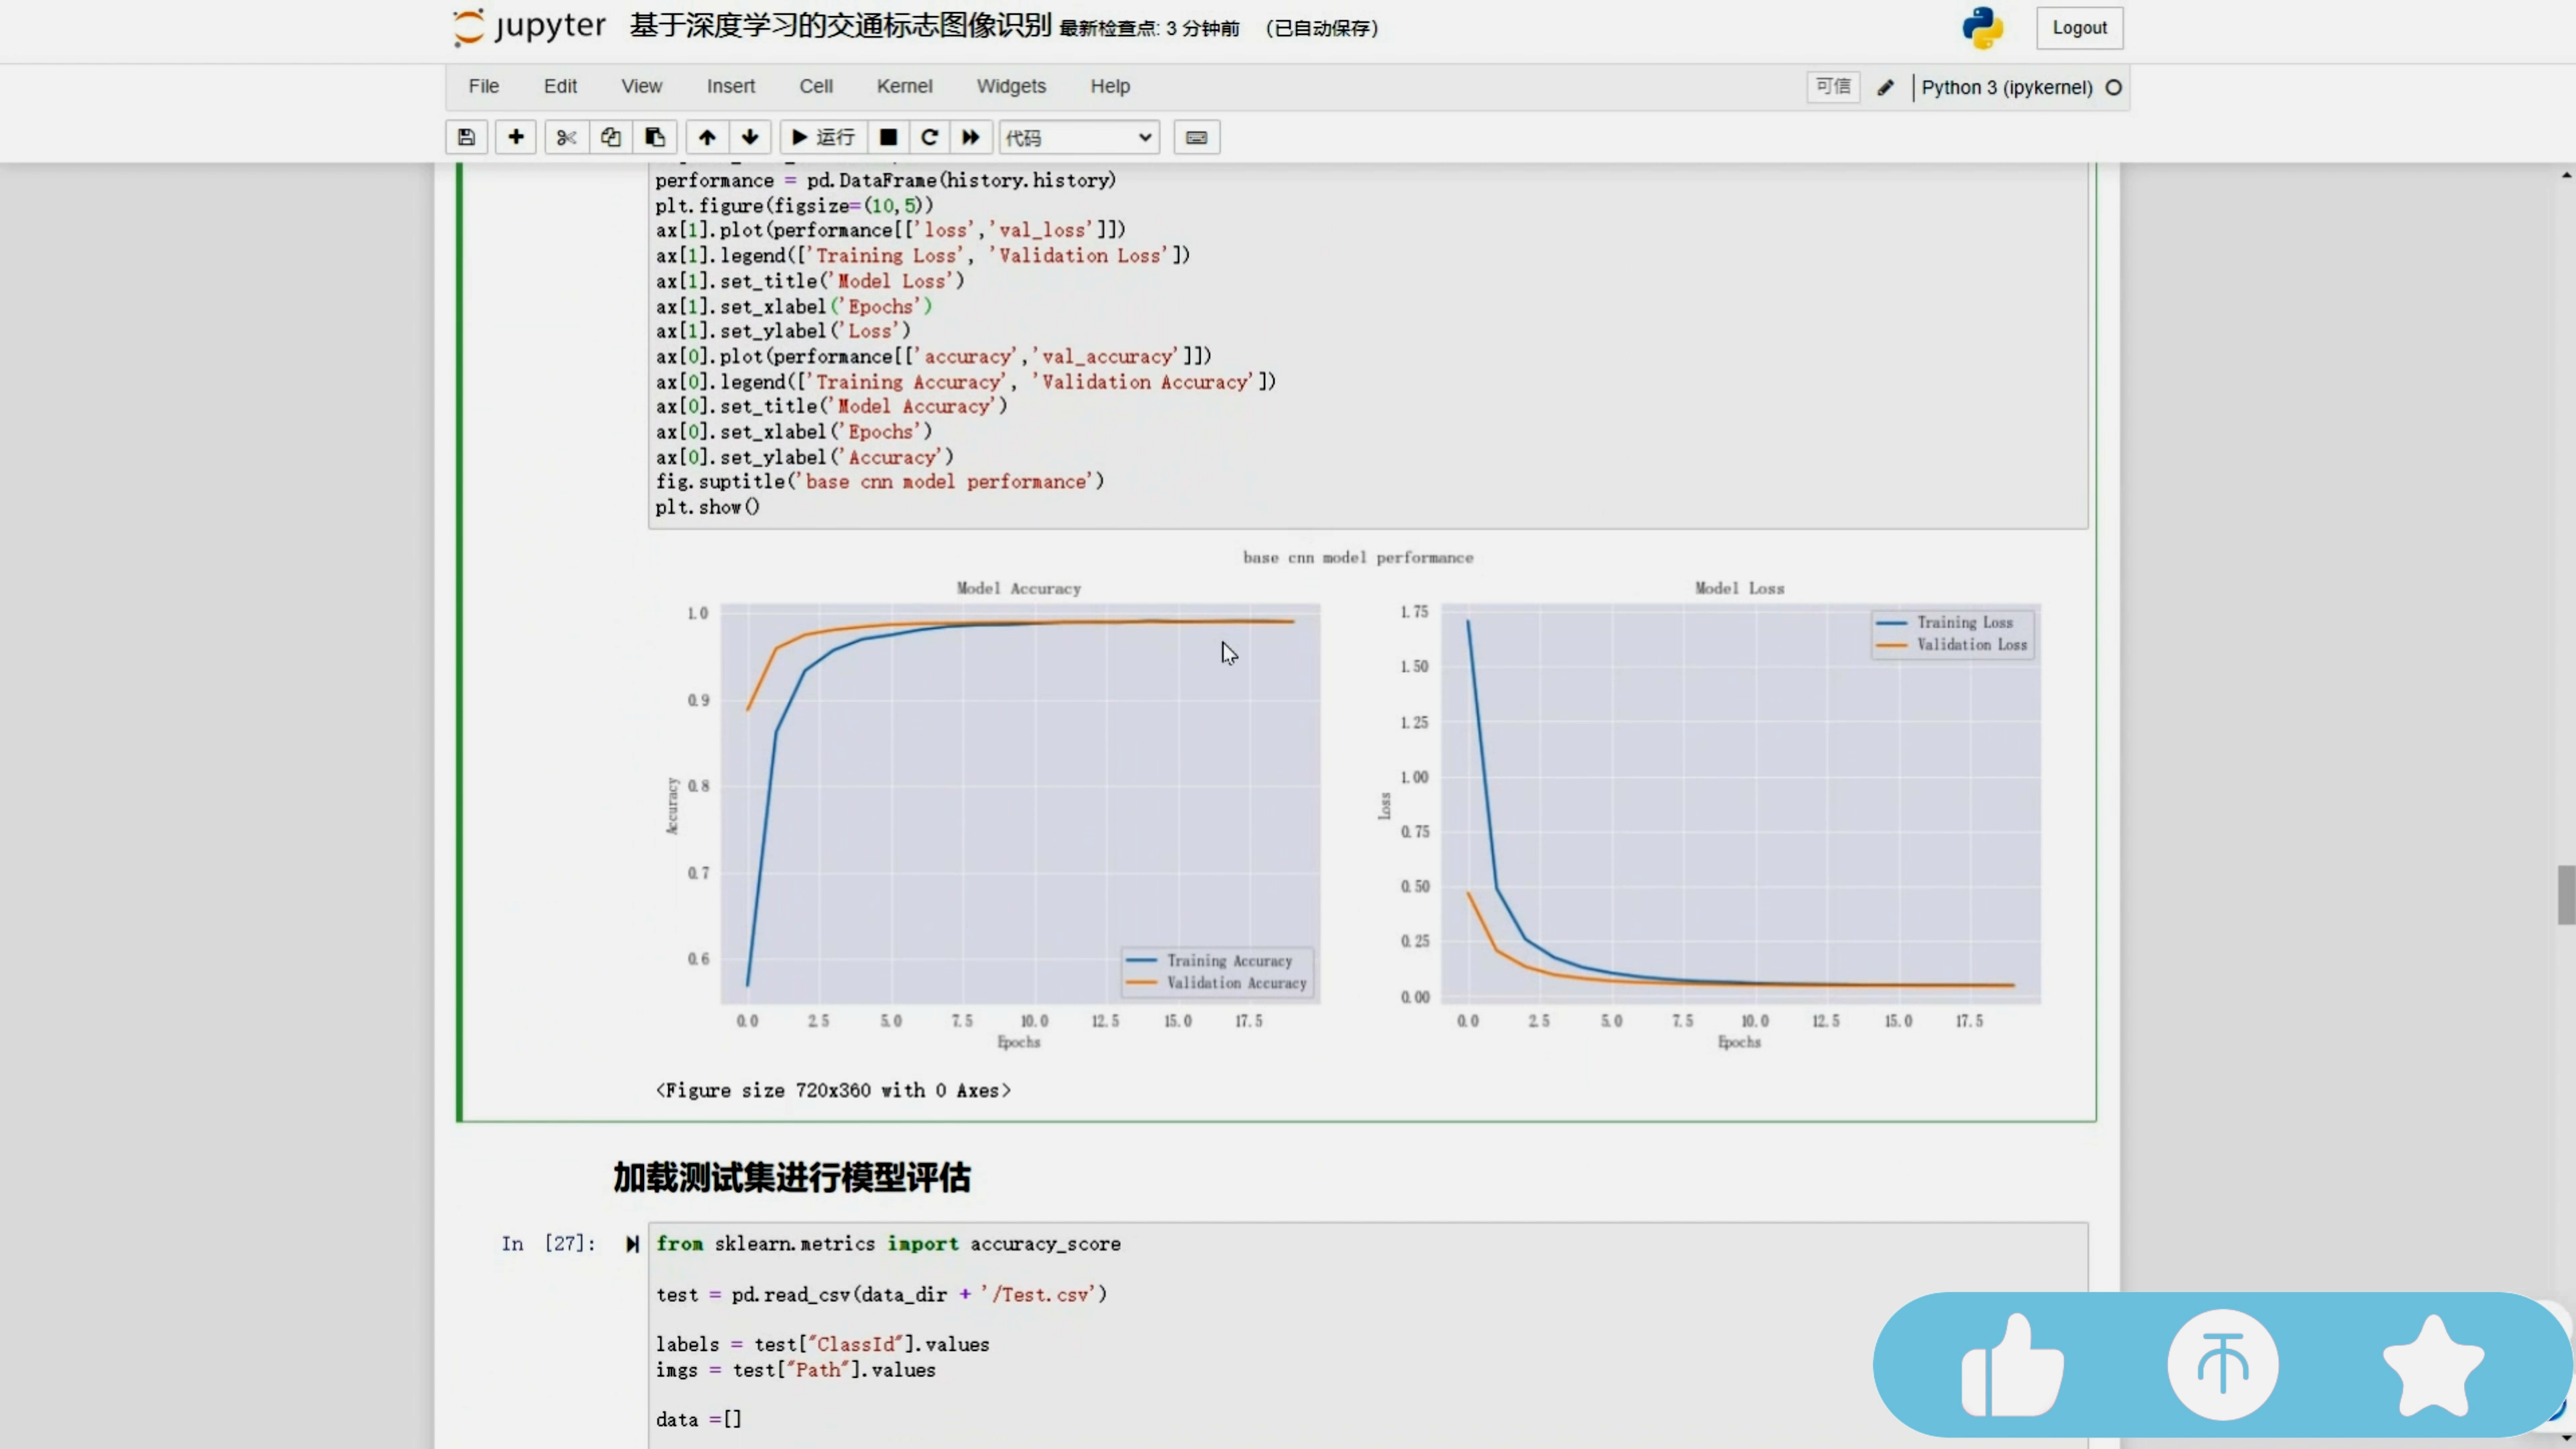 jupyter 基于深度学习的交通标志图像识别 最新检查点: 3 分钟前 (已自动保存)
Logout
File Edit View Insert Cell Kernel Widgets Help
可信 Python 3 (ipykernel)
运行 代码
performance = pd.DataFrame(history.history)
plt.figure(figsize=(10,5))
ax[1].plot(performance[['loss','val_loss']])
ax[1].legend(['Training Loss', 'Validation Loss'])
ax[1].set_title('Model Loss')
ax[1].set_xlabel('Epochs')
ax[1].set_ylabel('Loss')
ax[0].plot(performance[['accuracy','val_accuracy']])
ax[0].legend(['Training Accuracy', 'Validation Accuracy'])
ax[0].set_title('Model Accuracy')
ax[0].set_xlabel('Epochs')
ax[0].set_ylabel('Accuracy')
fig.suptitle('base cnn model performance')
plt.show()
base cnn model performance
Model Accuracy
1.0
0.9
0.8
0.7
0.6
Accuracy
Training Accuracy
Validation Accuracy
0.0 2.5 5.0 7.5 10.0 12.5 15.0 17.5
Epochs
Model Loss
1.75
1.50
1.25
1.00
0.75
0.50
0.25
0.00
Loss
Training Loss
Validation Loss
0.0 2.5 5.0 7.5 10.0 12.5 15.0 17.5
Epochs
<Figure size 720x360 with 0 Axes>
加载测试集进行模型评估
In [27]:
from sklearn.metrics import accuracy_score
test = pd.read_csv(data_dir + '/Test.csv')
labels = test["ClassId"].values
imgs = test["Path"].values
data =[]